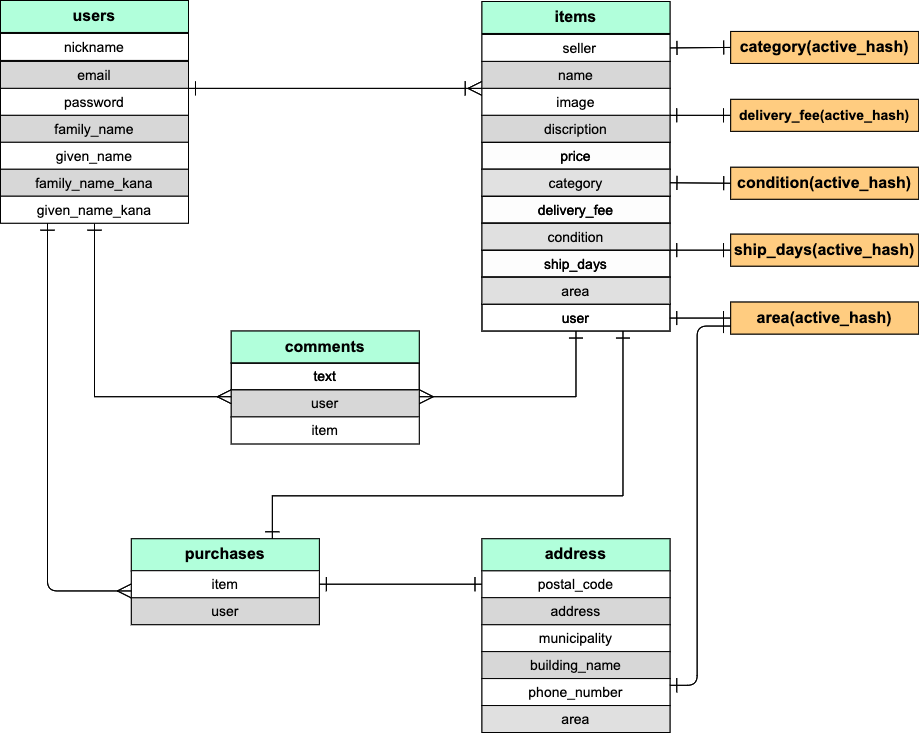 users
nickname
email
password
family_name
given_name
family_name_kana
given_name_kana
items
seller
name
image
discription
price
category
delivery_fee
condition
ship_days
area
user
category(active_hash)
delivery_fee(active_hash)
condition(active_hash)
ship_days(active_hash)
area(active_hash)
comments
text
user
item
purchases
item
user
address
postal_code
address
municipality
building_name
phone_number
area